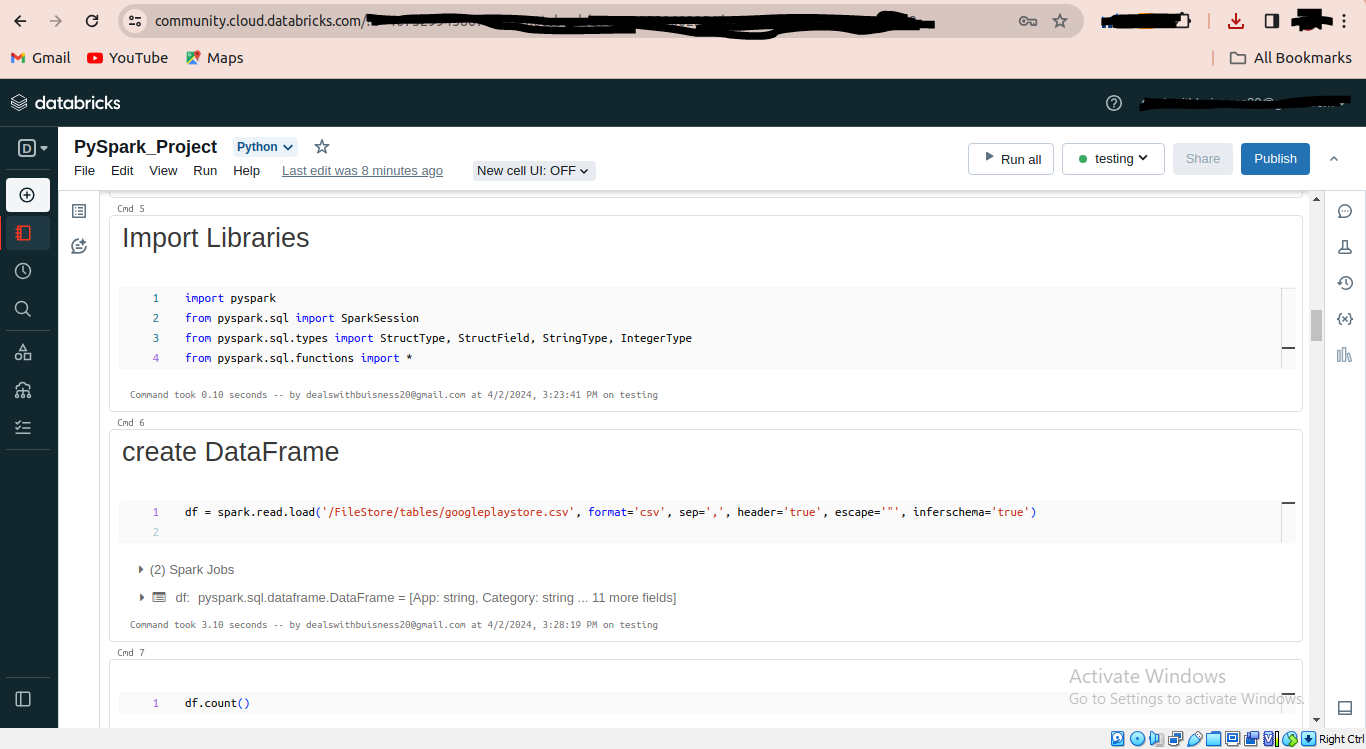 community.cloud.databricks.com/
Gmail YouTube Maps All Bookmarks
databricks
D
PySpark_Project Python
File Edit View Run Help Last edit was 8 minutes ago New cell UI: OFF
Run all testing Share Publish
Cmd 5
Import Libraries
1 import pyspark
2 from pyspark.sql import SparkSession
3 from pyspark.sql.types import StructType, StructField, StringType, IntegerType
4 from pyspark.sql.functions import *
Command took 0.10 seconds -- by dealswithbuisness20@gmail.com at 4/2/2024, 3:23:41 PM on testing
Cmd 6
create DataFrame
1 df = spark.read.load('/FileStore/tables/googleplaystore.csv', format='csv', sep=',', header='true', escape='"', inferschema='true')
2
(2) Spark Jobs
df: pyspark.sql.dataframe.DataFrame = [App: string, Category: string ... 11 more fields]
Command took 3.10 seconds -- by dealswithbuisness20@gmail.com at 4/2/2024, 3:28:19 PM on testing
Cmd 7
1 df.count()
Activate Windows
Go to Settings to activate Windows.
Right Ctrl